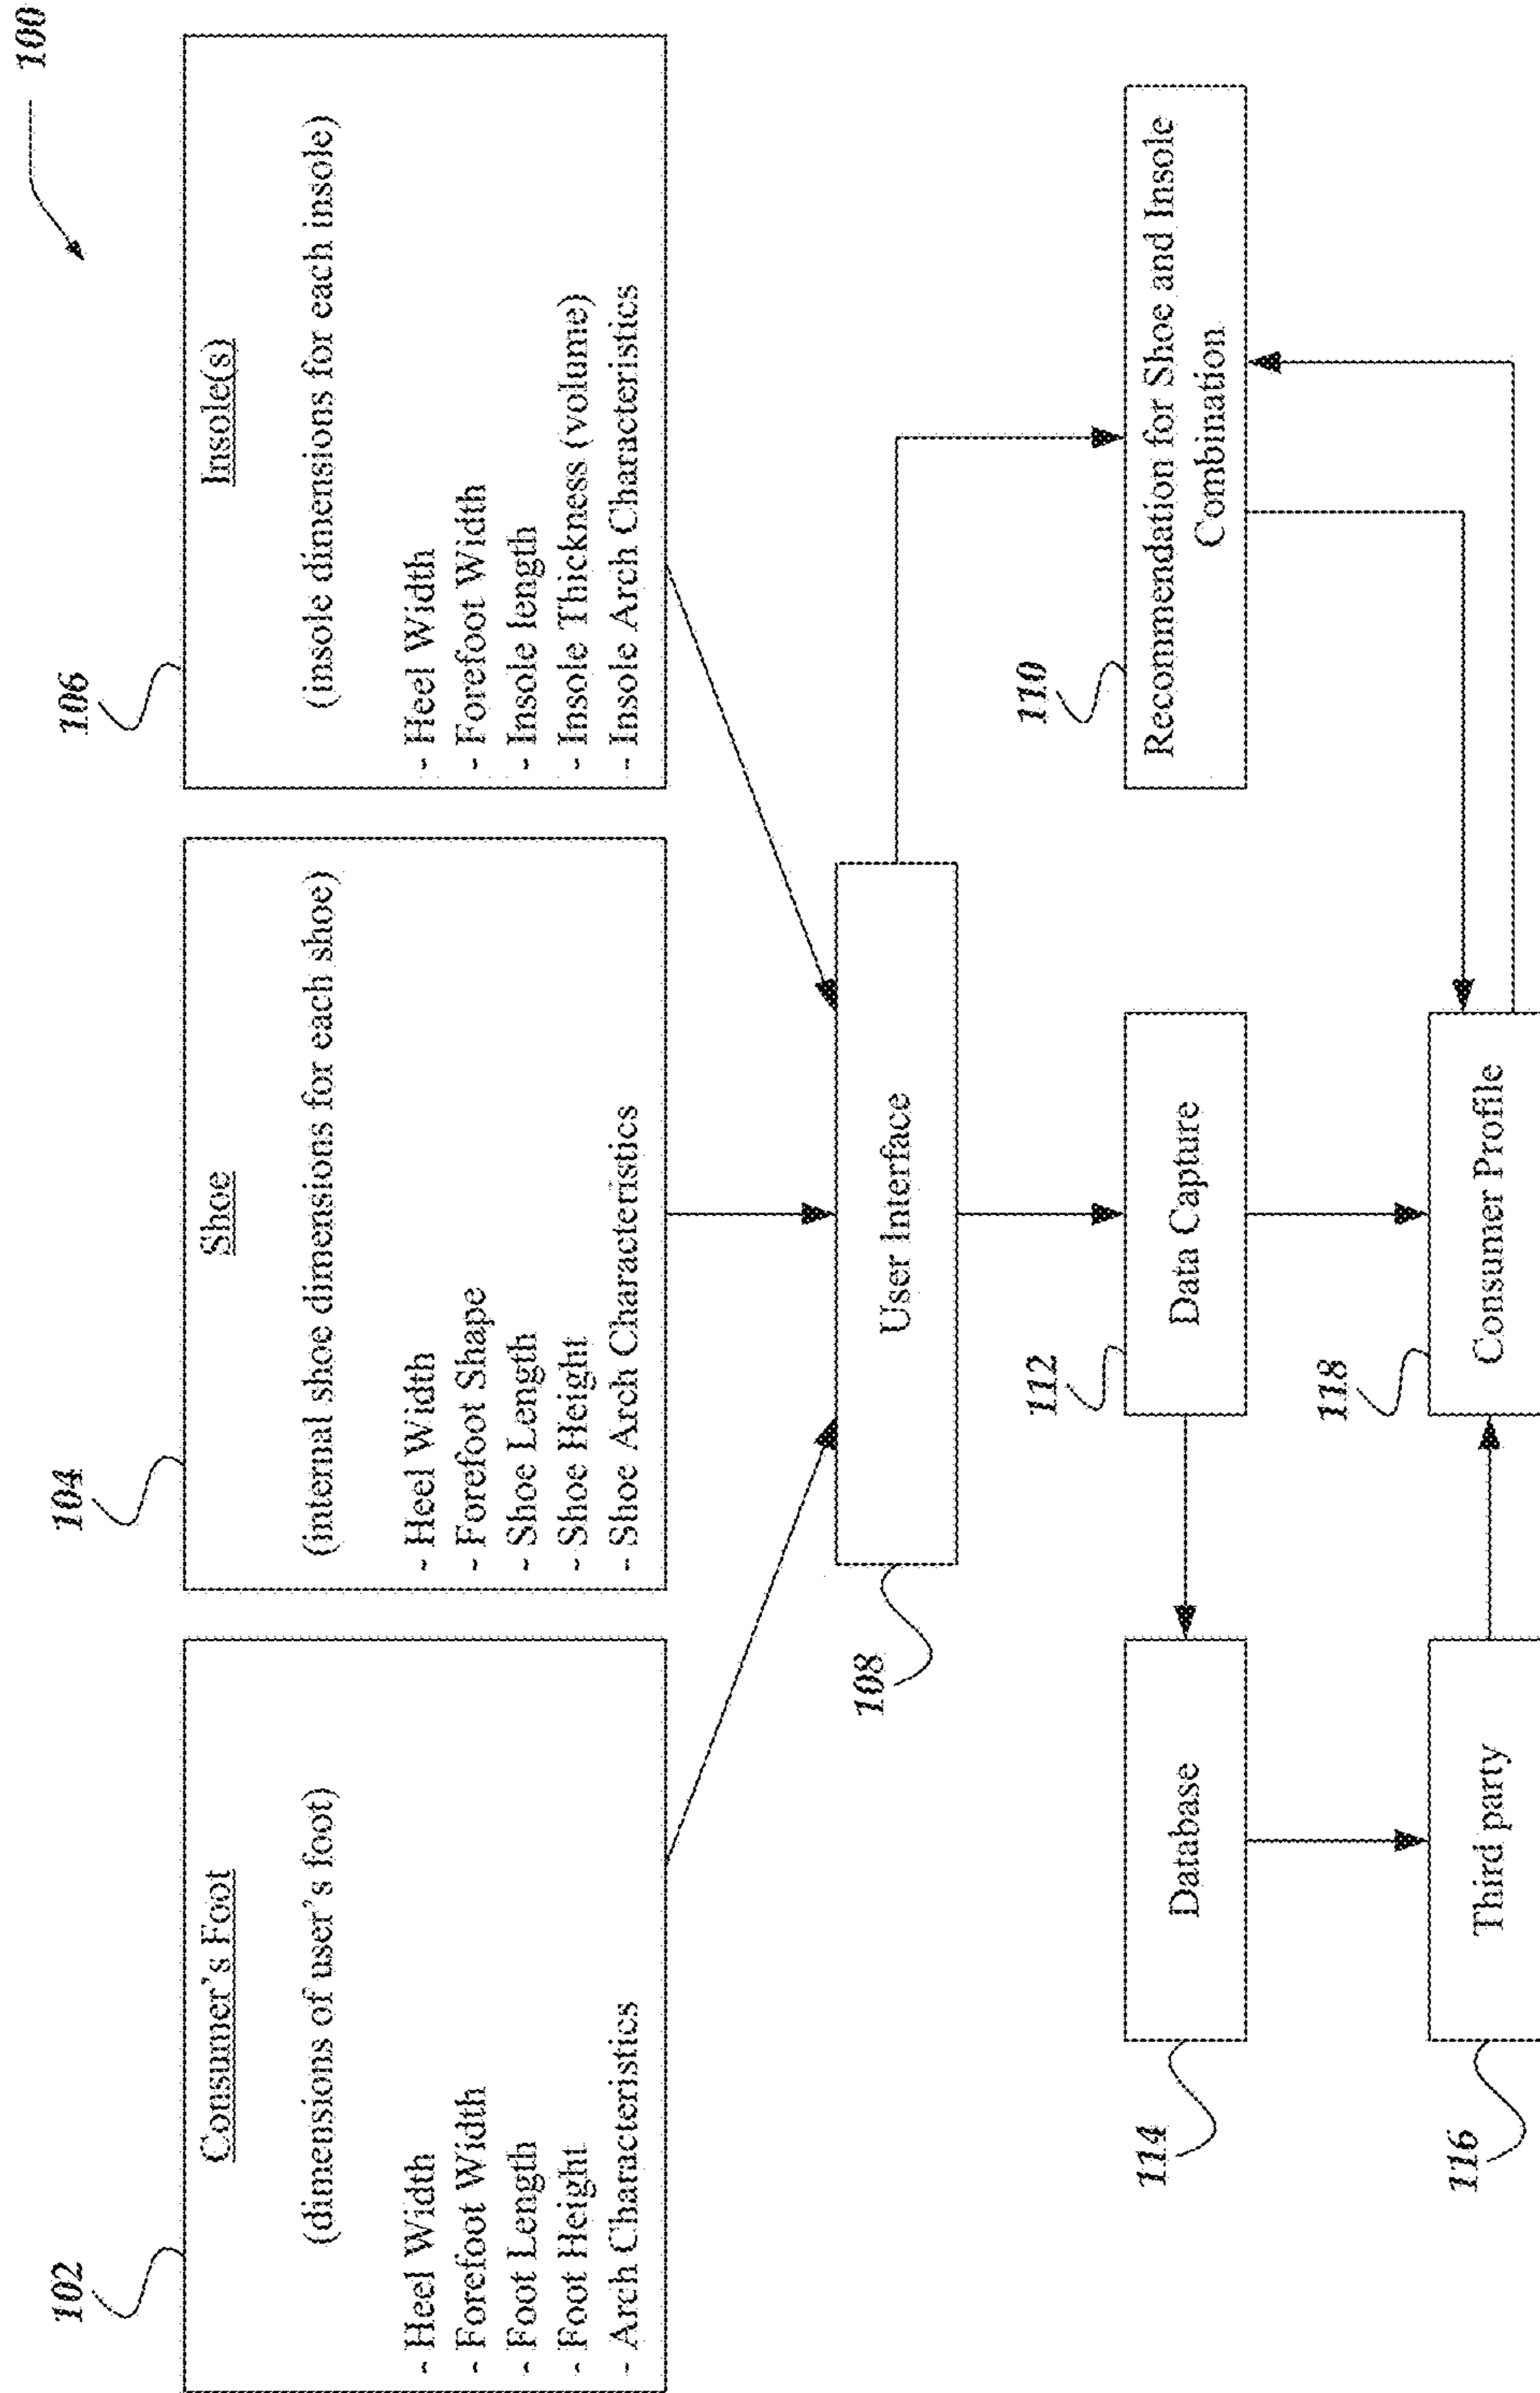 100
102
Consumer's Foot
(dimensions of user's foot)
- Heel Width
- Forefoot Width
- Foot Length
- Foot Height
- Arch Characteristics
104
Shoe
(internal shoe dimensions for each shoe)
- Heel Width
- Forefoot Shape
- Shoe Length
- Shoe Height
- Shoe Arch Characteristics
106
Insole(s)
(insole dimensions for each insole)
- Heel Width
- Forefoot Width
- Insole length
- Insole Thickness (volume)
- Insole Arch Characteristics
108
User Interface
110
Recommendation for Shoe and Insole
Combination
112
Data Capture
114
Database
116
Third party
118
Consumer Profile